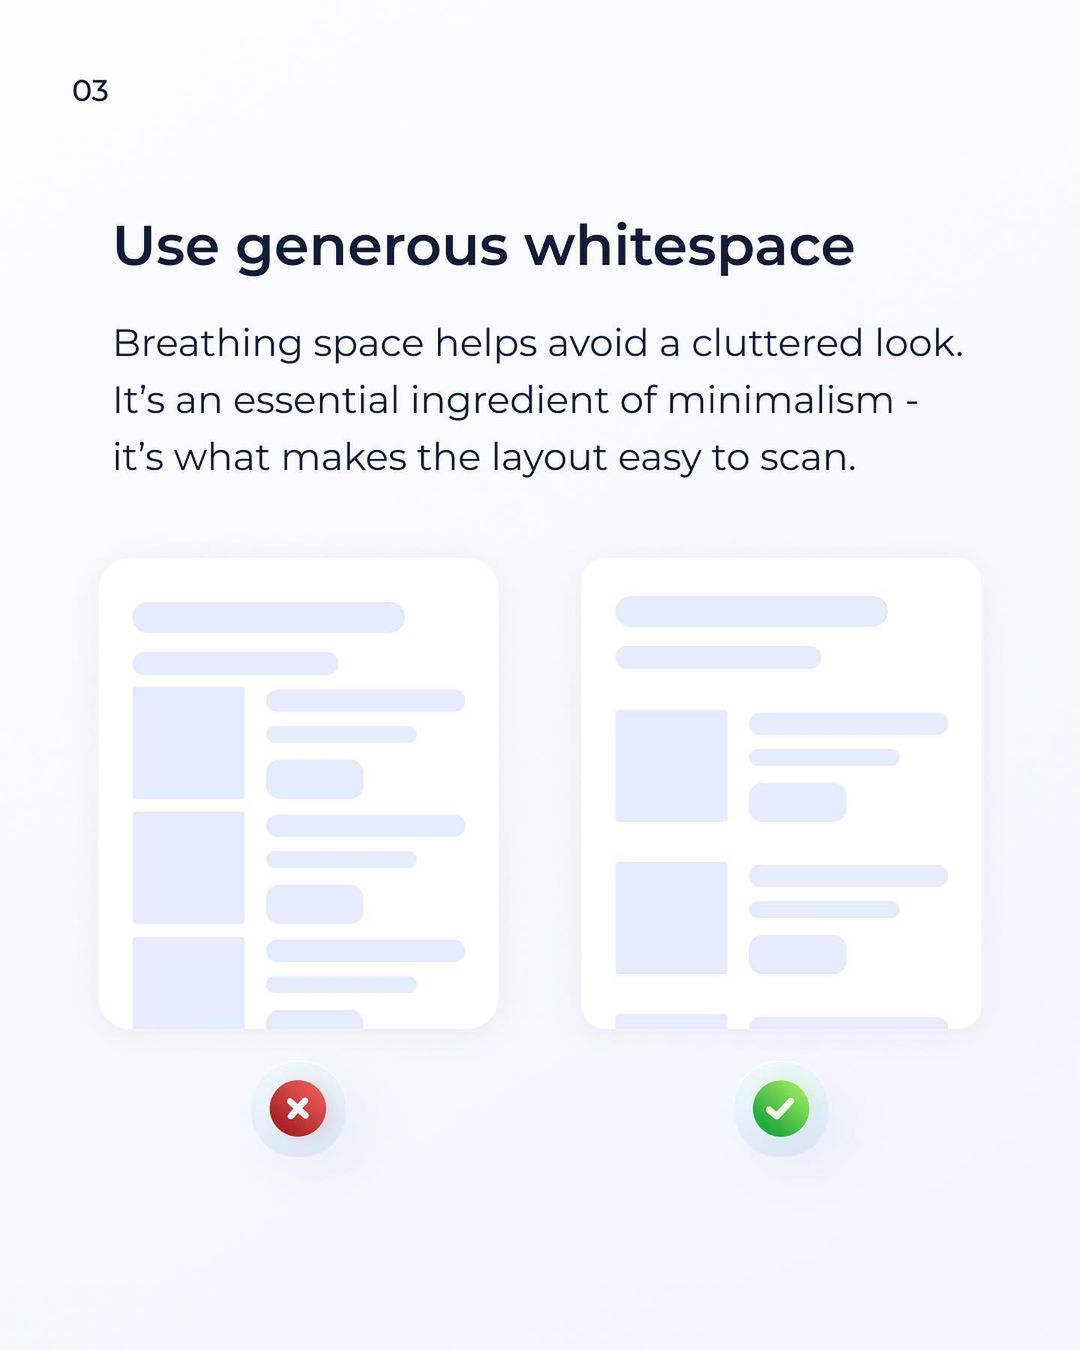 03
Use generous whitespace
Breathing space helps avoid a cluttered look.
It’s an essential ingredient of minimalism -
it’s what makes the layout easy to scan.